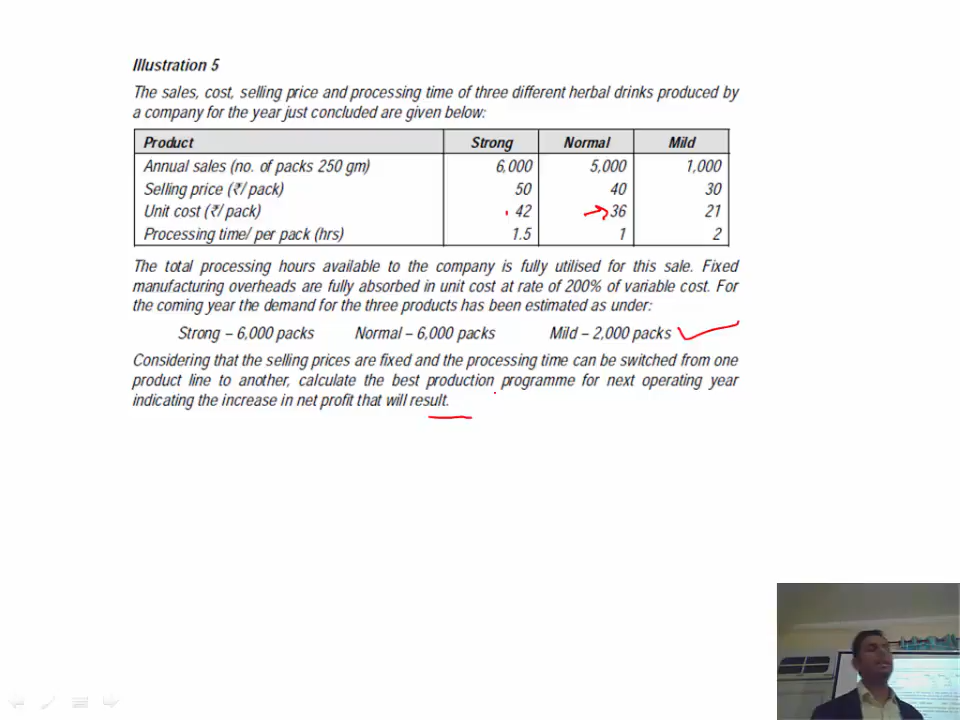 Illustration 5
The sales, cost, selling price and processing time of three different herbal drinks produced by
a company for the year just concluded are given below:
Product Strong Normal Mild
Annual sales (no. of packs 250 gm) 6,000 5,000 1,000
Selling price (₹/ pack) 50 40 30
Unit cost (₹/ pack) 42 36 21
Processing time/ per pack (hrs) 1.5 1 2
The total processing hours available to the company is fully utilised for this sale. Fixed
manufacturing overheads are fully absorbed in unit cost at rate of 200% of variable cost. For
the coming year the demand for the three products has been estimated as under:
Strong – 6,000 packs Normal – 6,000 packs Mild – 2,000 packs
Considering that the selling prices are fixed and the processing time can be switched from one
product line to another, calculate the best production programme for next operating year
indicating the increase in net profit that will result.